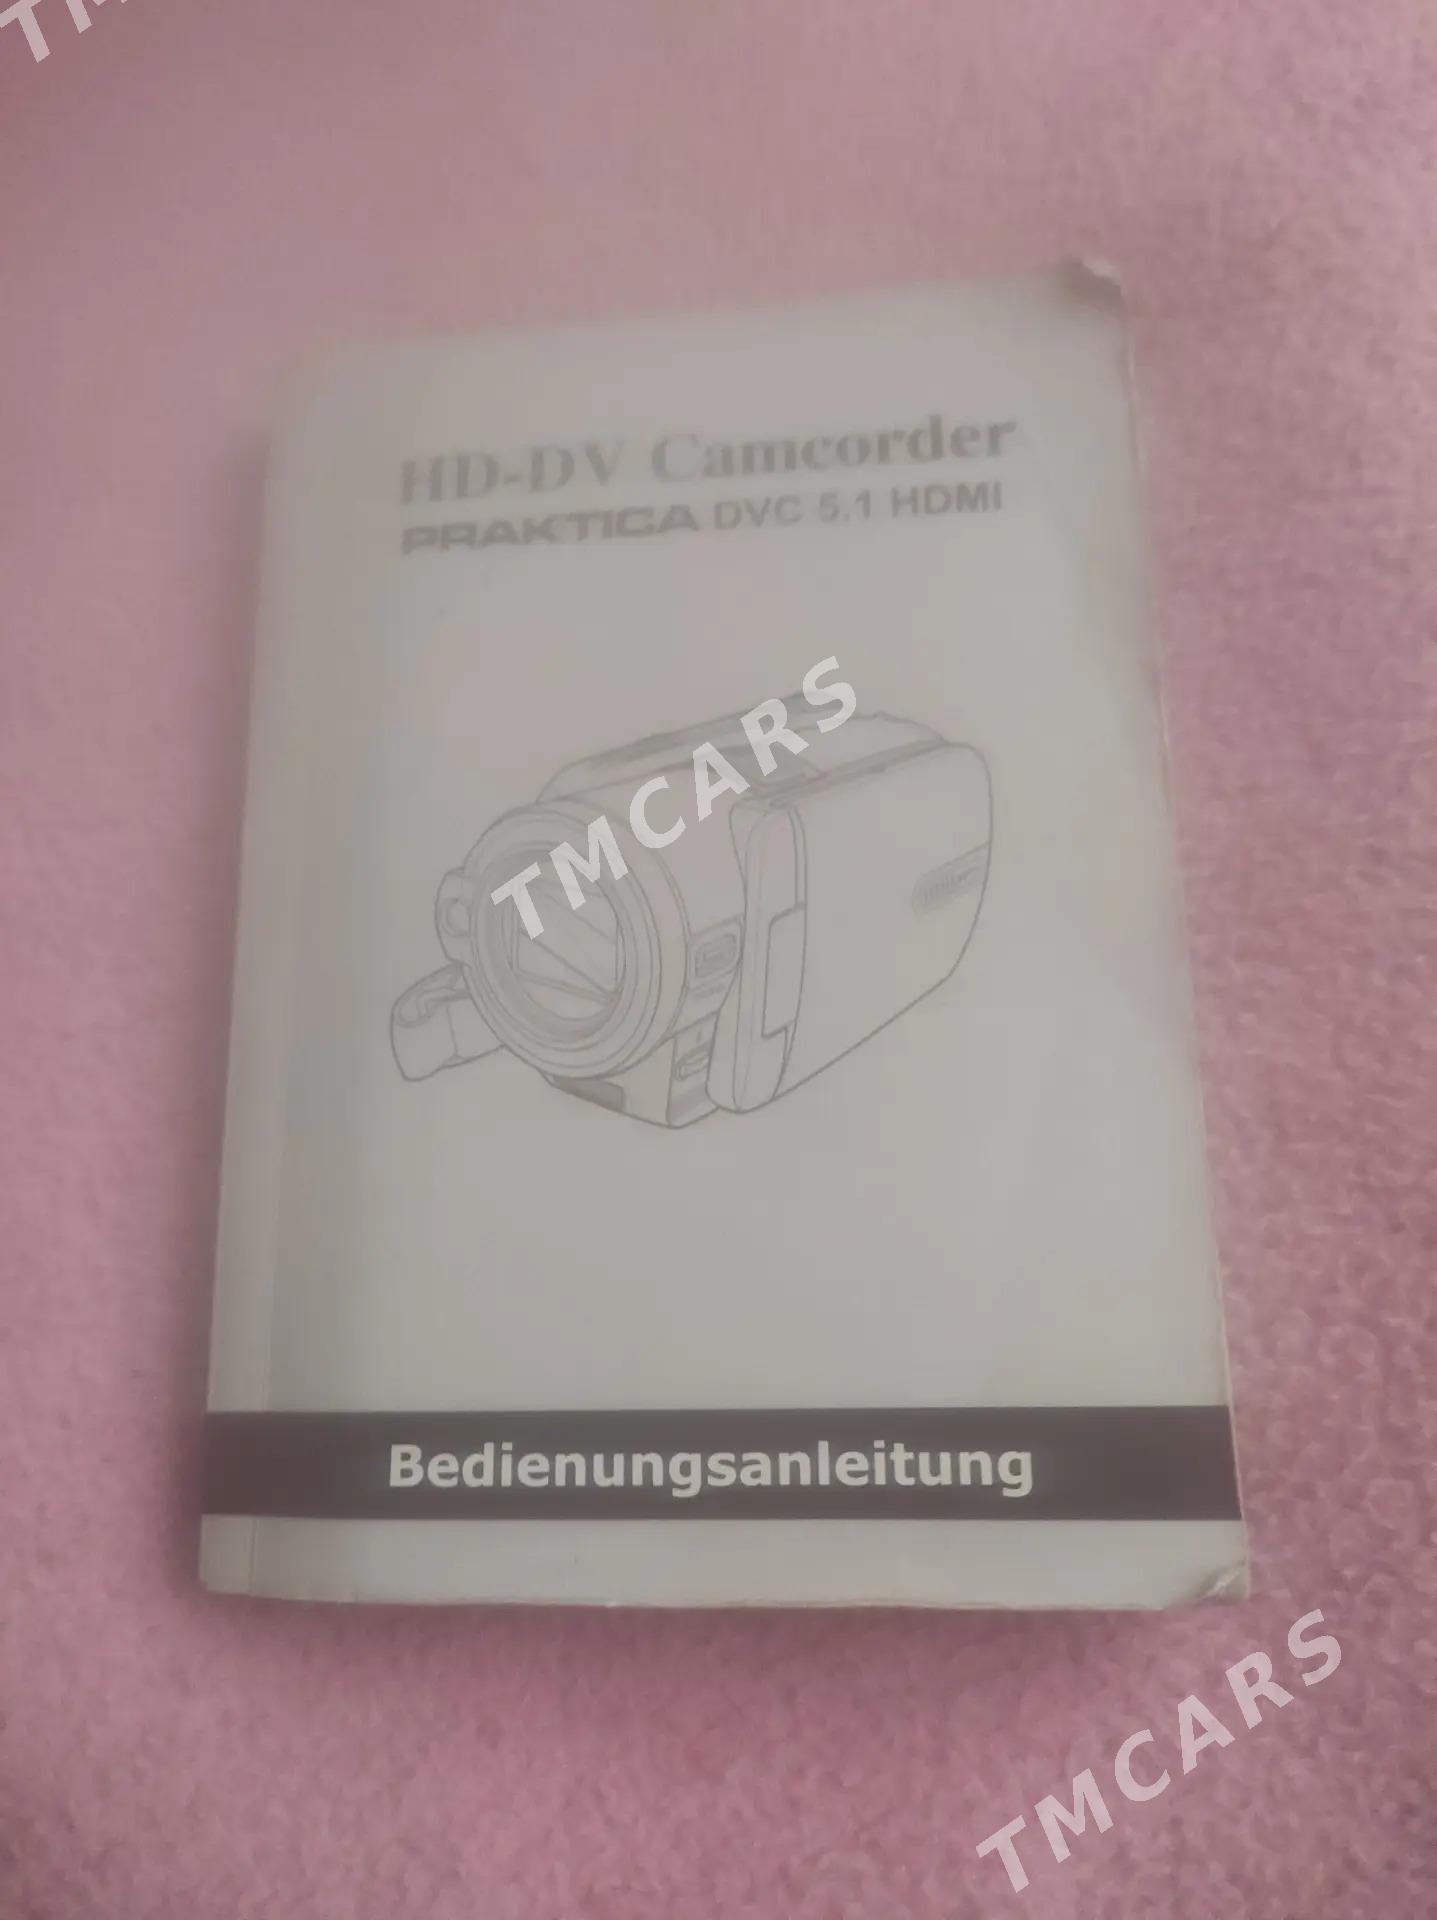 HD-DV Camcorder
PRAKTICA DVC 5.1 HDMI
TMCARS
Bedienungsanleitung
TMCARS